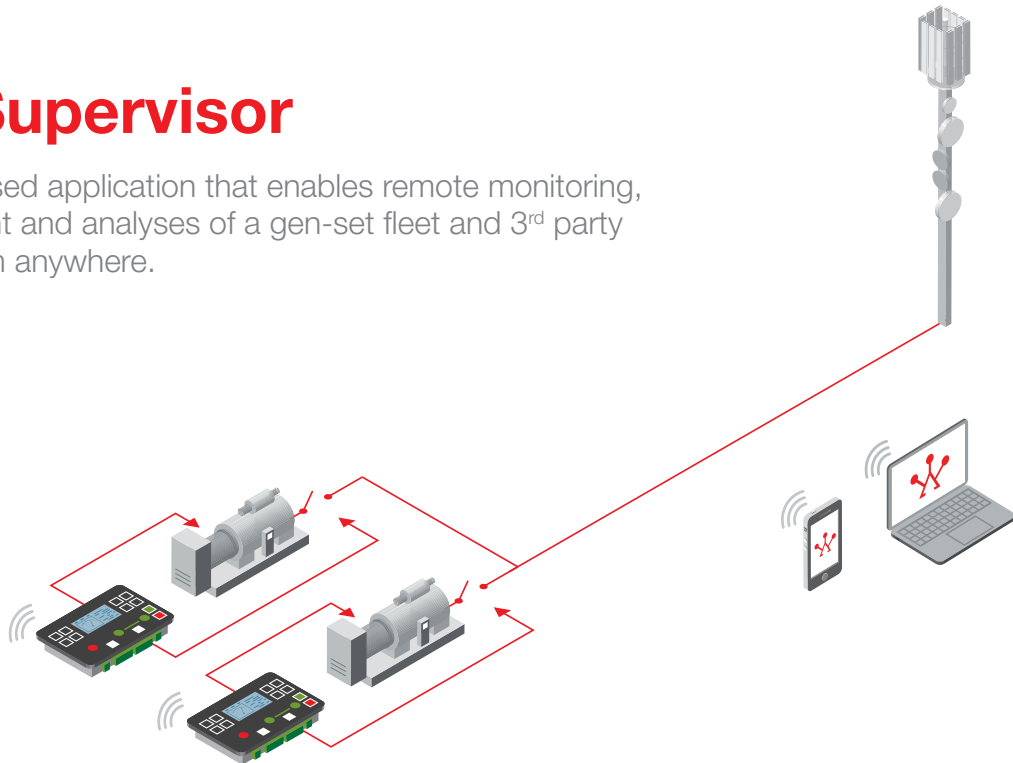 Supervisor
sed application that enables remote monitoring,
t and analyses of a gen-set fleet and 3rd party
n anywhere.